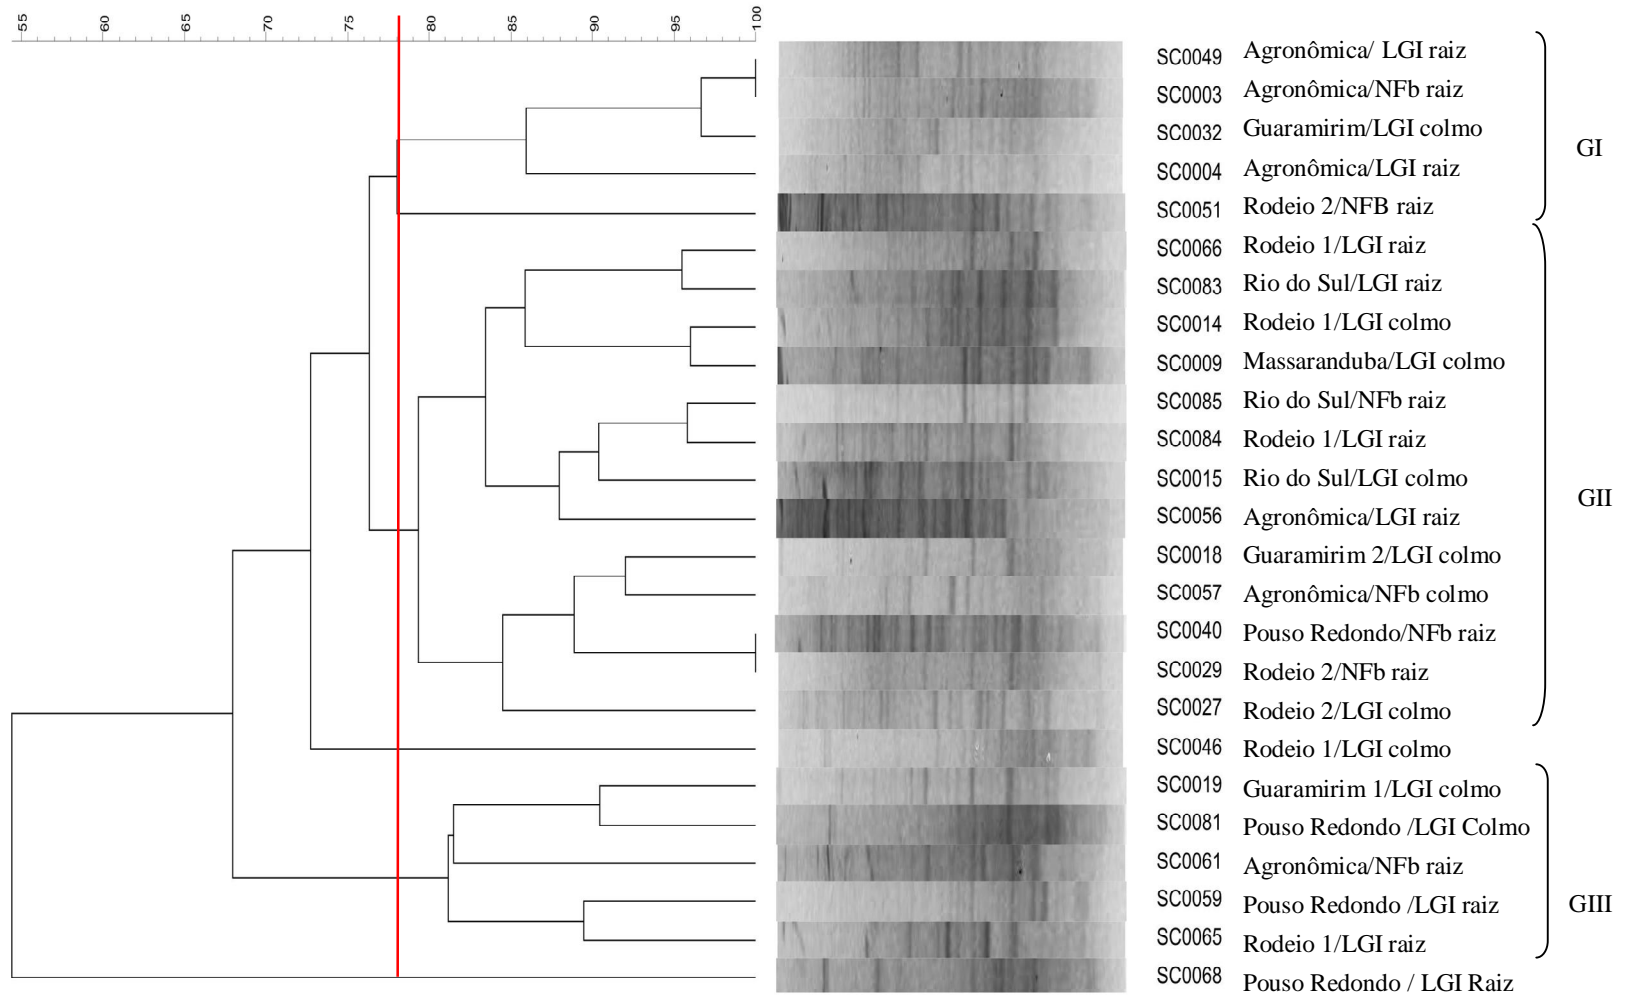 55 60 65 70 75 80 85 90 95 100
SC0049 Agronômica/ LGI raiz
SC0003 Agronômica/NFb raiz
SC0032 Guaramirim/LGI colmo
GI
SC0004 Agronômica/LGI raiz
SC0051 Rodeio 2/NFB raiz
SC0066 Rodeio 1/LGI raiz
SC0083 Rio do Sul/LGI raiz
SC0014 Rodeio 1/LGI colmo
SC0009 Massaranduba/LGI colmo
SC0085 Rio do Sul/NFb raiz
SC0084 Rodeio 1/LGI raiz
SC0015 Rio do Sul/LGI colmo
GII
SC0056 Agronômica/LGI raiz
SC0018 Guaramirim 2/LGI colmo
SC0057 Agronômica/NFb colmo
SC0040 Pouso Redondo/NFb raiz
SC0029 Rodeio 2/NFb raiz
SC0027 Rodeio 2/LGI colmo
SC0046 Rodeio 1/LGI colmo
SC0019 Guaramirim 1/LGI colmo
SC0081 Pouso Redondo /LGI Colmo
SC0061 Agronômica/NFb raiz
SC0059 Pouso Redondo /LGI raiz
GIII
SC0065 Rodeio 1/LGI raiz
SC0068 Pouso Redondo / LGI Raiz